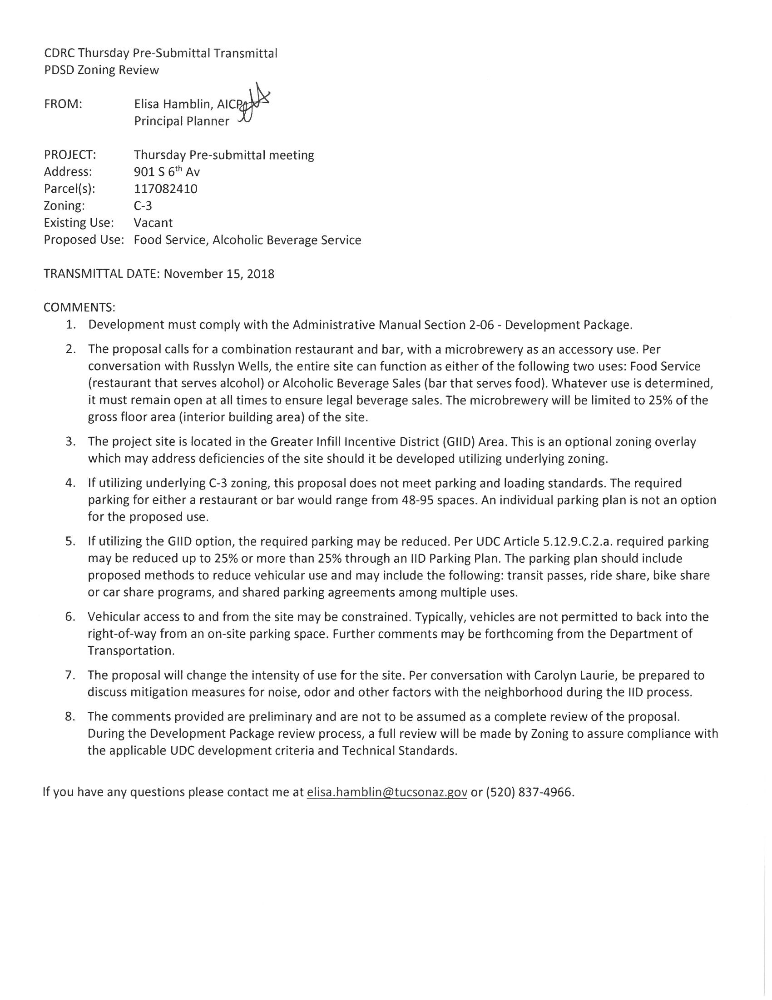 CDRC Thursday Pre-Submittal Transmittal
PDSD Zoning Review
FROM: Elisa Hamblin, AICP
Principal Planner
PROJECT: Thursday Pre-submittal meeting
Address: 901 S 6th Av
Parcel(s): 117082410
Zoning: C-3
Existing Use: Vacant
Proposed Use: Food Service, Alcoholic Beverage Service
TRANSMITTAL DATE: November 15, 2018
COMMENTS:
1. Development must comply with the Administrative Manual Section 2-06 - Development Package.
2. The proposal calls for a combination restaurant and bar, with a microbrewery as an accessory use. Per
conversation with Russlyn Wells, the entire site can function as either of the following two uses: Food Service
(restaurant that serves alcohol) or Alcoholic Beverage Sales (bar that serves food). Whatever use is determined,
it must remain open at all times to ensure legal beverage sales. The microbrewery will be limited to 25% of the
gross floor area (interior building area) of the site.
3. The project site is located in the Greater Infill Incentive District (GIID) Area. This is an optional zoning overlay
which may address deficiencies of the site should it be developed utilizing underlying zoning.
4. If utilizing underlying C-3 zoning, this proposal does not meet parking and loading standards. The required
parking for either a restaurant or bar would range from 48-95 spaces. An individual parking plan is not an option
for the proposed use.
5. If utilizing the GIID option, the required parking may be reduced. Per UDC Article 5.12.9.C.2.a. required parking
may be reduced up to 25% or more than 25% through an IID Parking Plan. The parking plan should include
proposed methods to reduce vehicular use and may include the following: transit passes, ride share, bike share
or car share programs, and shared parking agreements among multiple uses.
6. Vehicular access to and from the site may be constrained. Typically, vehicles are not permitted to back into the
right-of-way from an on-site parking space. Further comments may be forthcoming from the Department of
Transportation.
7. The proposal will change the intensity of use for the site. Per conversation with Carolyn Laurie, be prepared to
discuss mitigation measures for noise, odor and other factors with the neighborhood during the IID process.
8. The comments provided are preliminary and are not to be assumed as a complete review of the proposal.
During the Development Package review process, a full review will be made by Zoning to assure compliance with
the applicable UDC development criteria and Technical Standards.
If you have any questions please contact me at elisa.hamblin@tucsonaz.gov or (520) 837-4966.